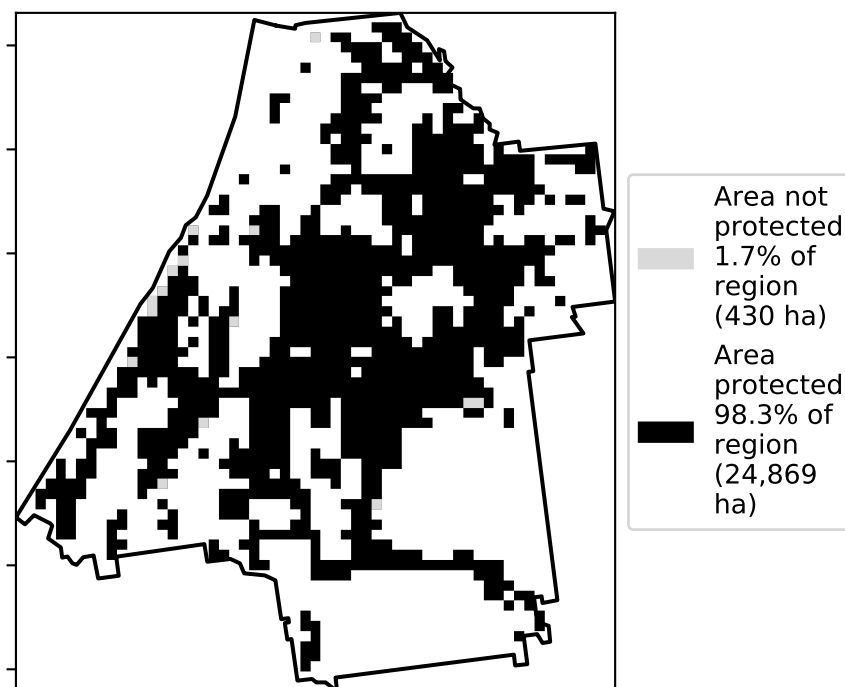 Area not
protected
1.7% of
region
(430 ha)
Area
protected
98.3% of
region
(24,869
ha)